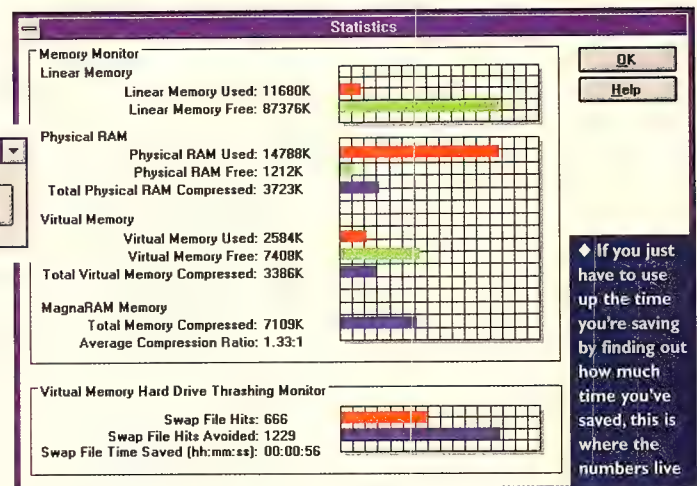 Statistics
Memory Monitor
Linear Memory
Linear Memory Used: 11680K
Linear Memory Free: 87376K
Physical RAM
Physical RAM Used: 14788K
Physical RAM Free: 1212K
Total Physical RAM Compressed: 3723K
Virtual Memory
Virtual Memory Used: 2584K
Virtual Memory Free: 7408K
Total Virtual Memory Compressed: 3386K
MagnaRAM Memory
Total Memory Compressed: 7109K
Average Compression Ratio: 1.33:1
Virtual Memory Hard Drive Thrashing Monitor
Swap File Hits: 666
Swap File Hits Avoided: 1229
Swap File Time Saved (hh:mm:ss): 00:00:56
OK
Help
◆ If you just
have to use
up the time
you're saving
by finding out
how much
time you've
saved, this is
where the
numbers live